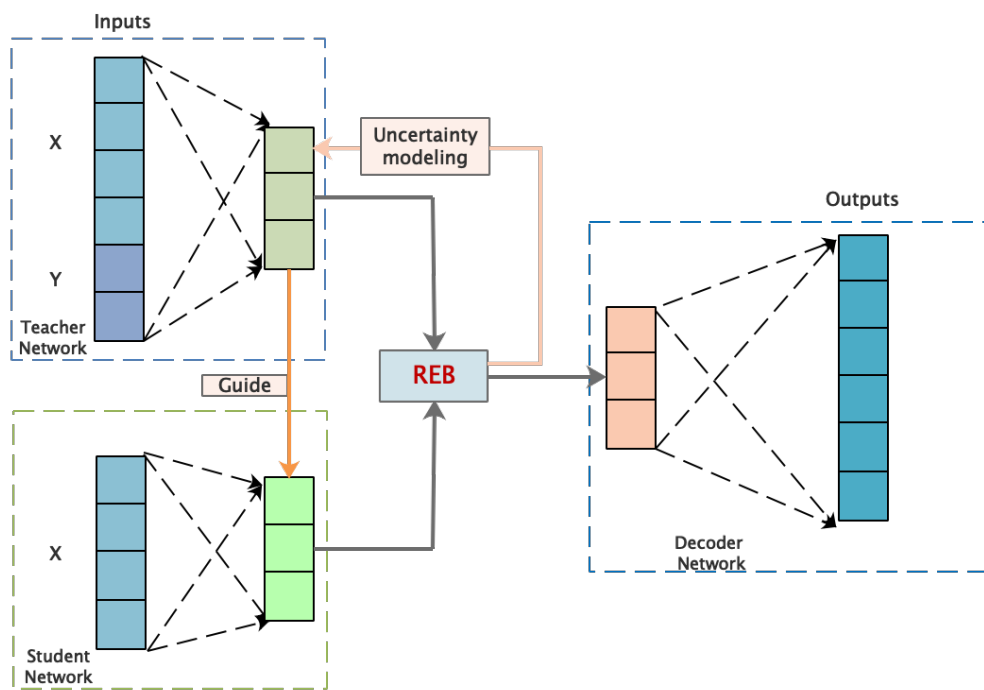 Inputs
X
Y
Teacher
Network
Uncertainty
modeling
Outputs
REB
Guide
X
Student
Network
Decoder
Network